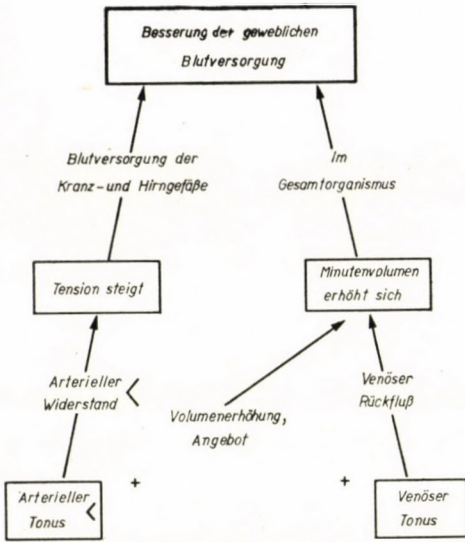 Besserung der geweblichen
Blutversorgung
Blutversorgung der
Kranz- und Hirngefäße
Im
Gesamtorganismus
Tension steigt
Minutenvolumen
erhöht sich
Arterieller
Widerstand <
Volumenerhöhung,
Angebot
Venöser
Rückfluß
Arterieller
Tonus <
+
+
Venöser
Tonus